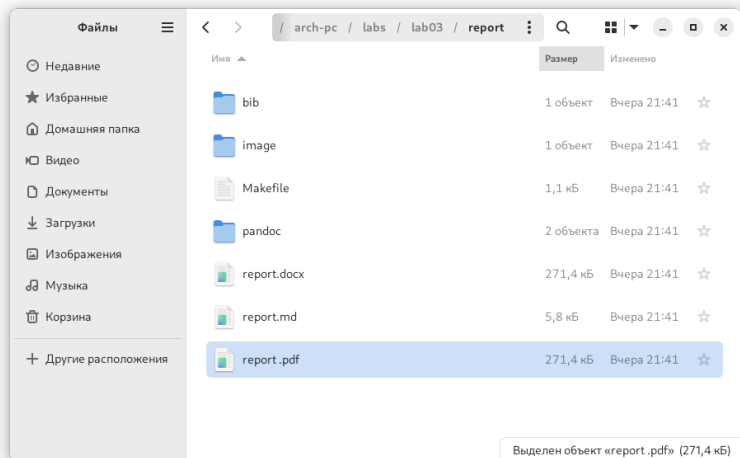 Файлы
/ arch-pc / labs / lab03 / report
Имя Размер Изменено
Недавние
Избранные
Домашняя папка
Видео
Документы
Загрузки
Изображения
Музыка
Корзина
Другие расположения
bib 1 объект Вчера 21:41
image 1 объект Вчера 21:41
Makefile 1,1 кБ Вчера 21:41
pandoc 2 объекта Вчера 21:41
report.docx 271,4 кБ Вчера 21:41
report.md 5,8 кБ Вчера 21:41
report .pdf 271,4 кБ Вчера 21:41
Выделен объект «report .pdf» (271,4 кБ)